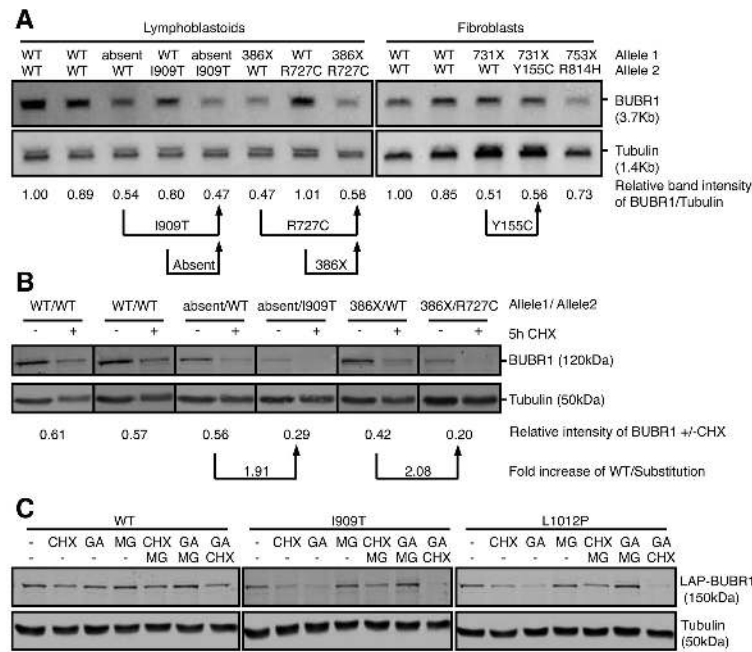 A
Lymphoblastoids Fibroblasts
WT WT absent WT absent 386X WT 386X WT WT 731X 731X 753X Allele 1
WT WT WT I909T I909T WT R727C R727C WT WT WT Y155C R814H Allele 2
BUBR1
(3.7Kb)
Tubulin
(1.4Kb)
1.00 0.89 0.54 0.80 0.47 0.47 1.01 0.58 1.00 0.85 0.51 0.56 0.73 Relative band intensity
of BUBR1/Tubulin
I909T R727C Y155C
Absent 386X
B
WT/WT WT/WT absent/WT absent/I909T 386X/WT 386X/R727C Allele1/ Allele2
- + - + - + - + - + - + 5h CHX
BUBR1 (120kDa)
Tubulin (50kDa)
0.61 0.57 0.56 0.29 0.42 0.20 Relative intensity of BUBR1 +/-CHX
1.91 2.08 Fold increase of WT/Substitution
C
WT I909T L1012P
- CHX GA MG CHX GA GA - CHX GA MG CHX GA GA - CHX GA MG CHX GA GA
- - - - MG MG CHX - - - - MG MG CHX - - - - MG MG CHX
LAP-BUBR1
(150kDa)
Tubulin
(50kDa)